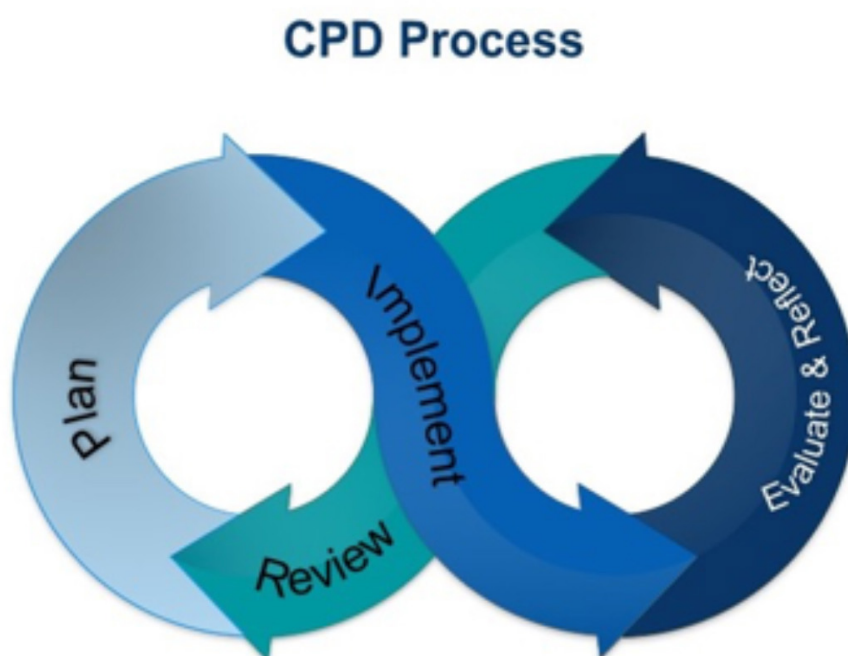 CPD Process
Plan
Implement
Evaluate & Reflect
Review